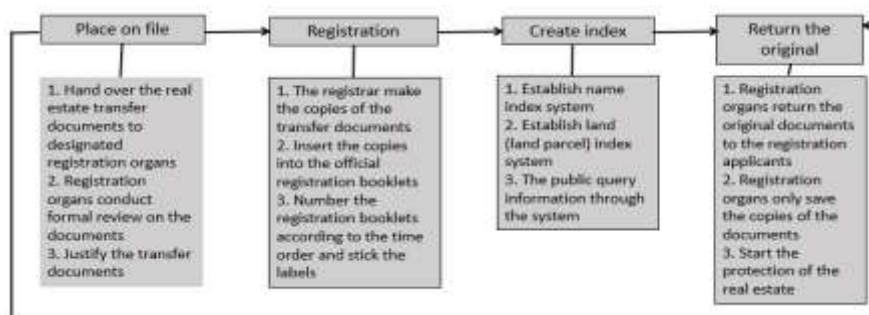 Place on file
Registration
Create index
Return the
original
1. Hand over the real
estate transfer
documents to
designated
registration organs
2. Registration
organs conduct
formal review on the
documents
3. Justify the transfer
documents
1. The registrar make
the copies of the
transfer documents
2. Insert the copies
into the official
registration booklets
3. Number the
registration booklets
according to the time
order and stick the
labels
1. Establish name
index system
2. Establish land
(land parcel) index
system
3. The public query
information through
the system
1. Registration
organs return the
original documents
to the registration
applicants
2. Registration
organs only save
the copies of the
documents
3. Start the
protection of the
real estate